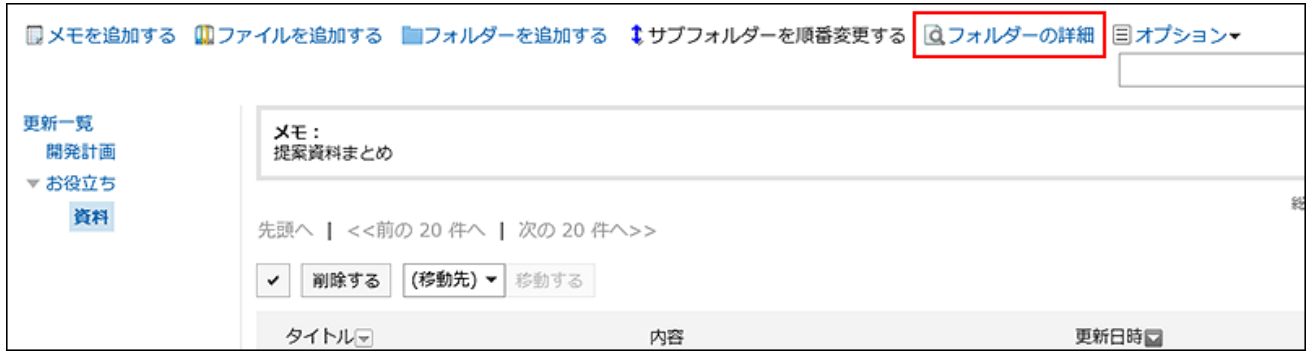 メモを追加する ファイルを追加する フォルダーを追加する サブフォルダーを順番変更する フォルダーの詳細 オプション
更新一覧
開発計画
お役立ち
資料
メモ：
提案資料まとめ
総
先頭へ | <<前の 20 件へ | 次の 20 件へ>>
削除する (移動先) 移動する
タイトル 内容 更新日時